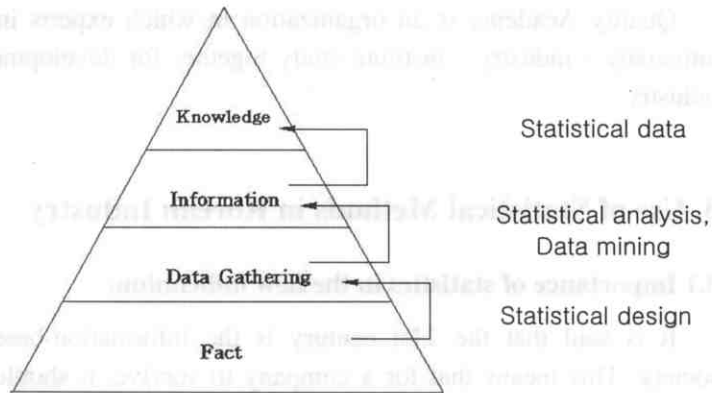 Knowledge
Statistical data
Information
Statistical analysis,
Data mining
Data Gathering
Statistical design
Fact